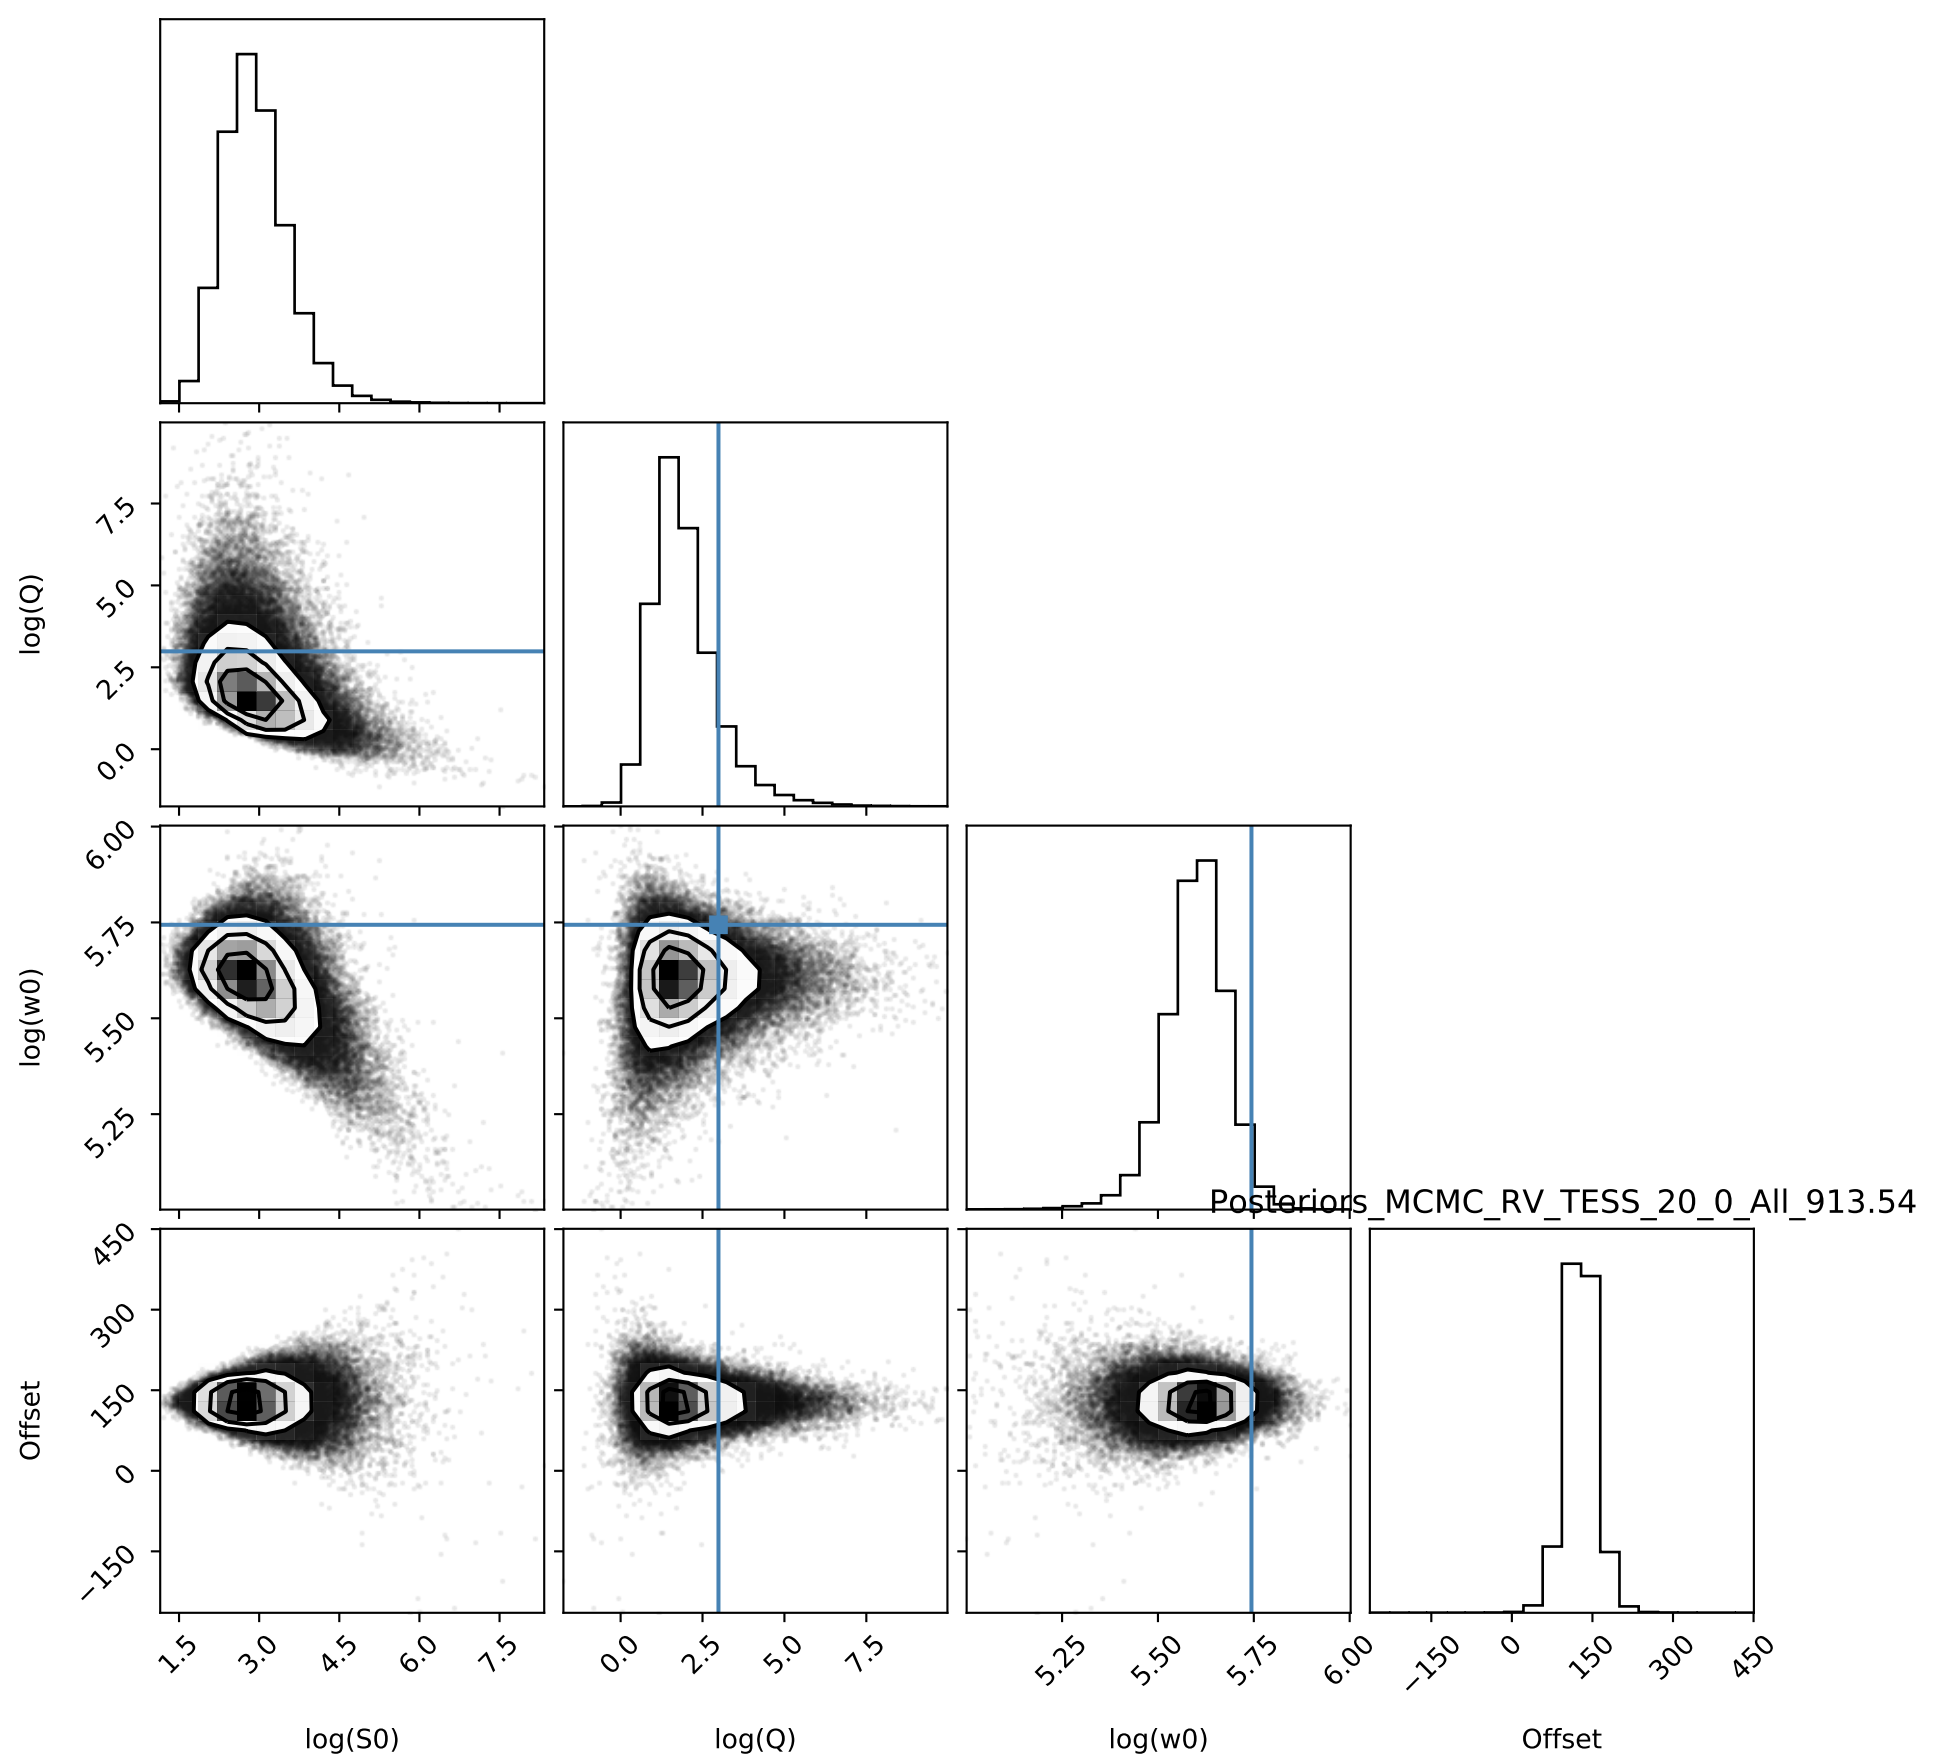 log(Q)
7.5
5.0
2.5
0.0
log(w0)
6.00
5.75
5.50
5.25
Posteriors_MCMC_RV_TESS_20_0_All_913.54
Offset
450
300
150
0
−150
1.5 3.0 4.5 6.0 7.5 0.0 2.5 5.0 7.5 5.25 5.50 5.75 6.00 −150 0 150 300 450
log(S0) log(Q) log(w0) Offset